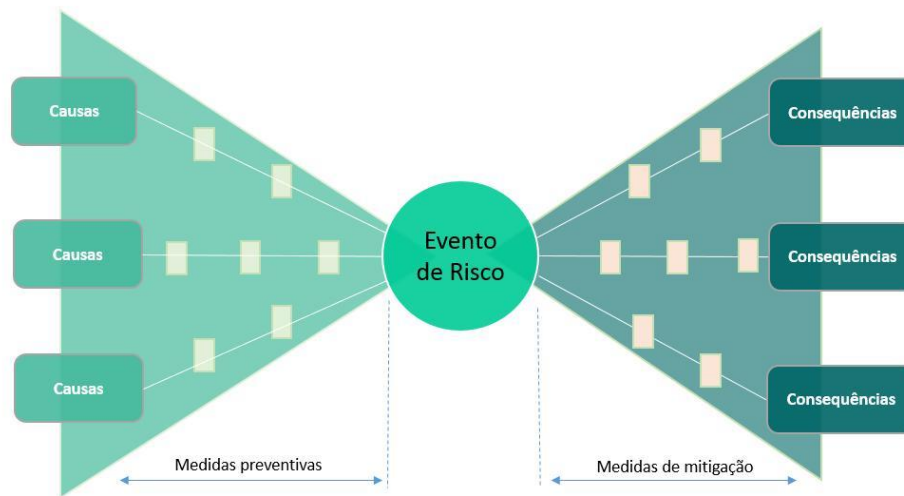 Causas
Consequências
Causas
Evento
de Risco
Consequências
Causas
Consequências
Medidas preventivas
Medidas de mitigação